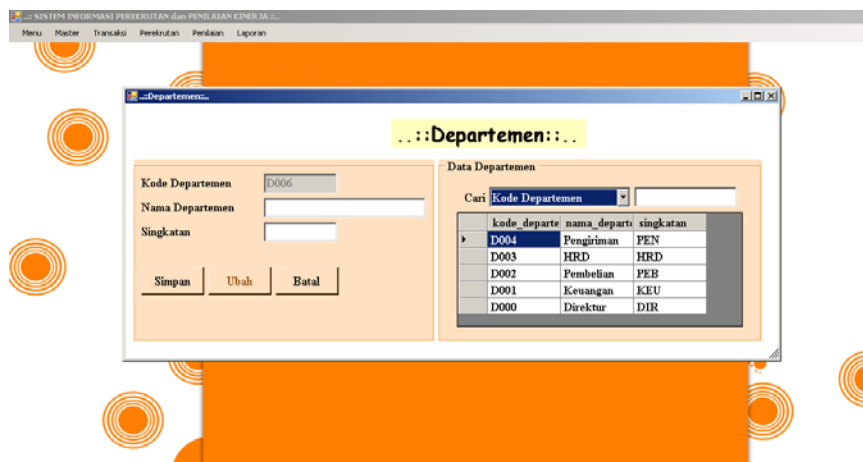 ..:: SISTEM INFORMASI PEREKRUTAN dan PENILAIAN KINERJA ::..
Menu Master Transaksi Perekrutan Penilaian Laporan
..::Departemen::..
..::Departemen::..
Kode Departemen D006
Nama Departemen
Singkatan
Simpan Ubah Batal
Data Departemen
Cari Kode Departemen
kode_departe nama_departe singkatan
D004 Pengiriman PEN
D003 HRD HRD
D002 Pembelian PEB
D001 Keuangan KEU
D000 Direktur DIR